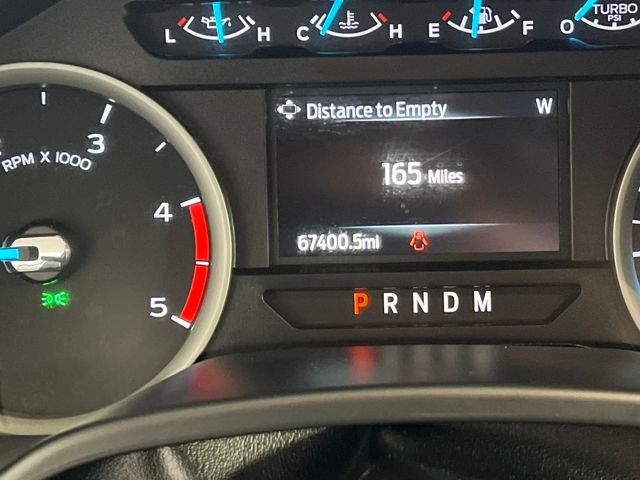 L H C H E F O TURBO
PSI
Distance to Empty W
165 Miles
67400.5mi
P R N D M
3
RPM X 1000
4
5